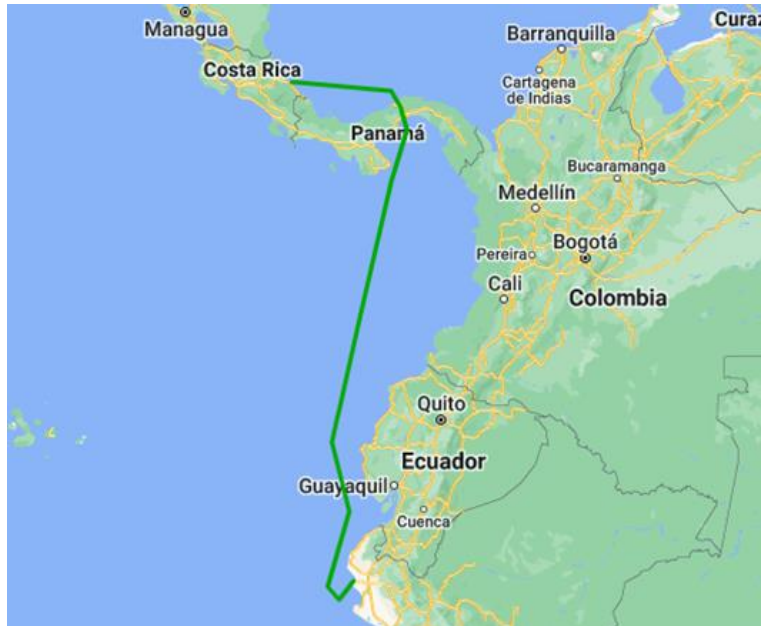 Managua
Costa Rica
Panamá
Barranquilla
Curaz
Cartagena
de Indias
Bucaramanga
Medellín
Pereira
Bogotá
Cali
Colombia
Quito
Ecuador
Guayaquil
Cuenca